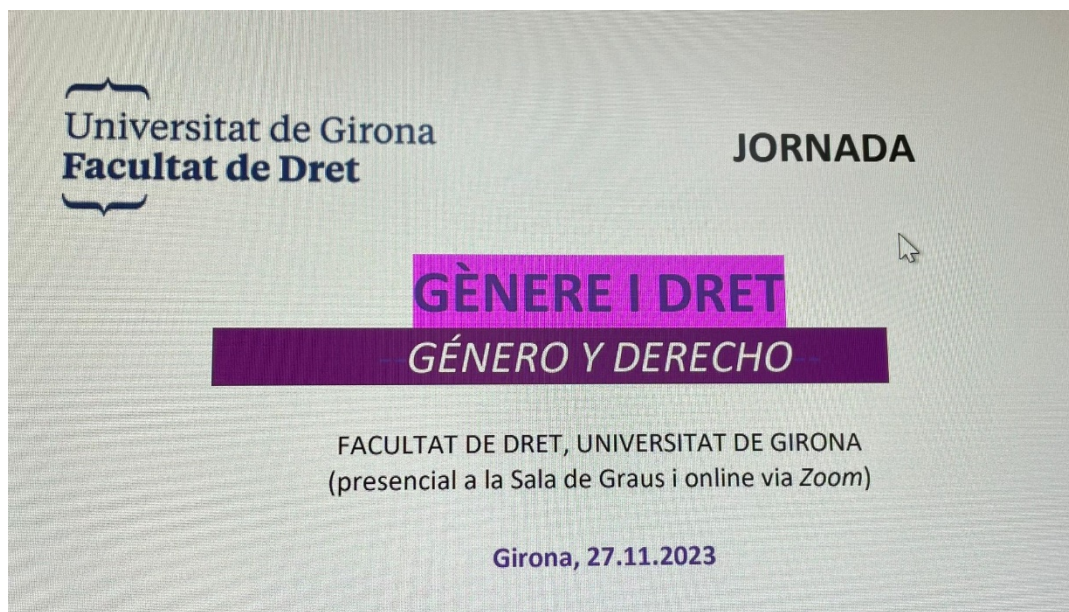 Universitat de Girona
Facultat de Dret
JORNADA
GÈNERE I DRET
GÉNERO Y DERECHO
FACULTAT DE DRET, UNIVERSITAT DE GIRONA
(presencial a la Sala de Graus i online via Zoom)
Girona, 27.11.2023